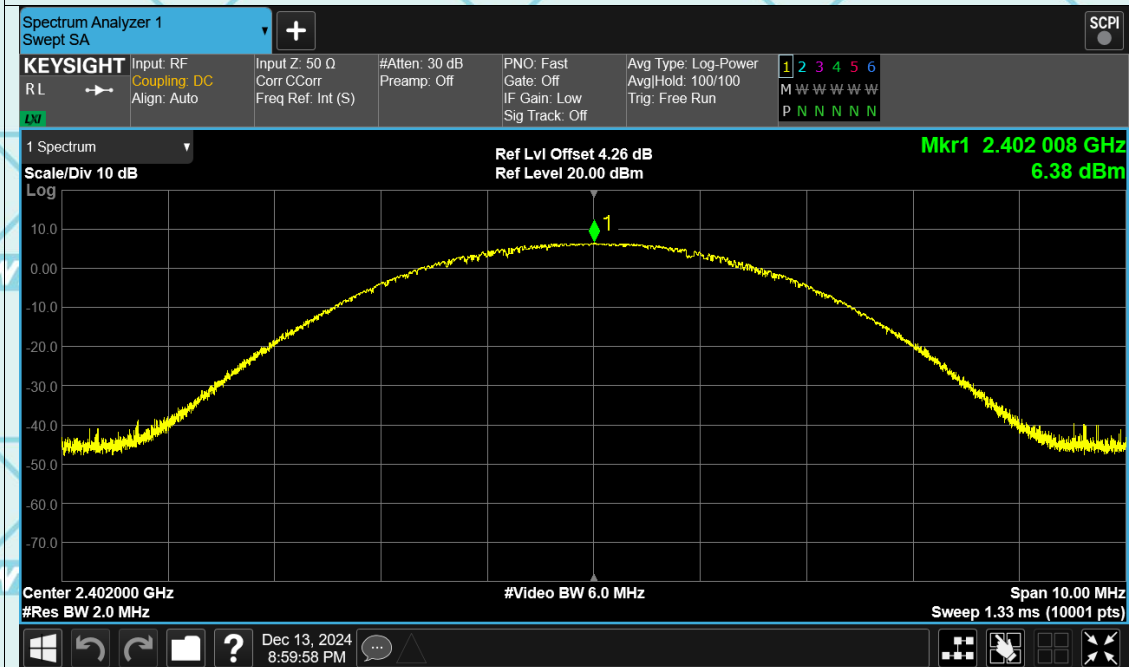 Spectrum Analyzer 1
Swept SA
+
SCPI
KEYSIGHT
RL
LXI
Input: RF
Coupling: DC
Align: Auto
Input Z: 50 Ω
Corr CCorr
Freq Ref: Int (S)
#Atten: 30 dB
Preamp: Off
PNO: Fast
Gate: Off
IF Gain: Low
Sig Track: Off
Avg Type: Log-Power
Avg|Hold: 100/100
Trig: Free Run
1 2 3 4 5 6
M W W W W W
P N N N N N
1 Spectrum
Scale/Div 10 dB
Log
Ref Lvl Offset 4.26 dB
Ref Level 20.00 dBm
Mkr1 2.402 008 GHz
6.38 dBm
1
10.0
0.00
-10.0
-20.0
-30.0
-40.0
-50.0
-60.0
-70.0
Center 2.402000 GHz
#Video BW 6.0 MHz
Span 10.00 MHz
#Res BW 2.0 MHz
Sweep 1.33 ms (10001 pts)
?
Dec 13, 2024
8:59:58 PM